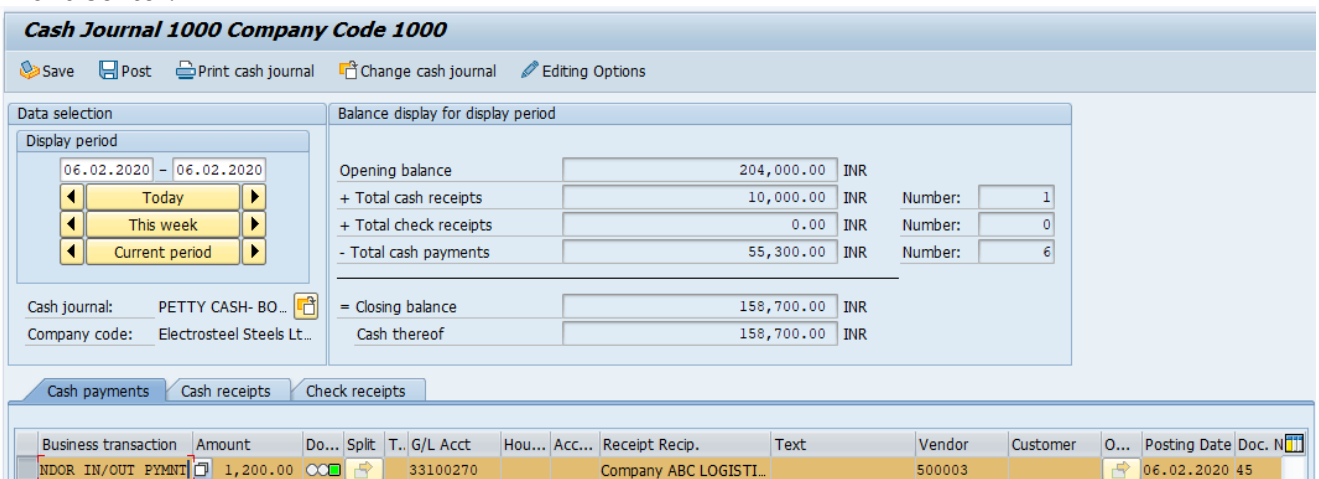 Cash Journal 1000 Company Code 1000
Save Post Print cash journal Change cash journal Editing Options
Data selection
Display period
06.02.2020 - 06.02.2020
Today
This week
Current period
Cash journal: PETTY CASH- BO...
Company code: Electrosteel Steels Lt...
Balance display for display period
Opening balance 204,000.00 INR
+ Total cash receipts 10,000.00 INR Number: 1
+ Total check receipts 0.00 INR Number: 0
- Total cash payments 55,300.00 INR Number: 6
= Closing balance 158,700.00 INR
Cash thereof 158,700.00 INR
Cash payments Cash receipts Check receipts
Business transaction Amount Do... Split T.. G/L Acct Hou... Acc... Receipt Recip. Text Vendor Customer O... Posting Date Doc. N
NDOR IN/OUT PYMNT 1,200.00 33100270 Company ABC LOGISTI... 500003 06.02.2020 45